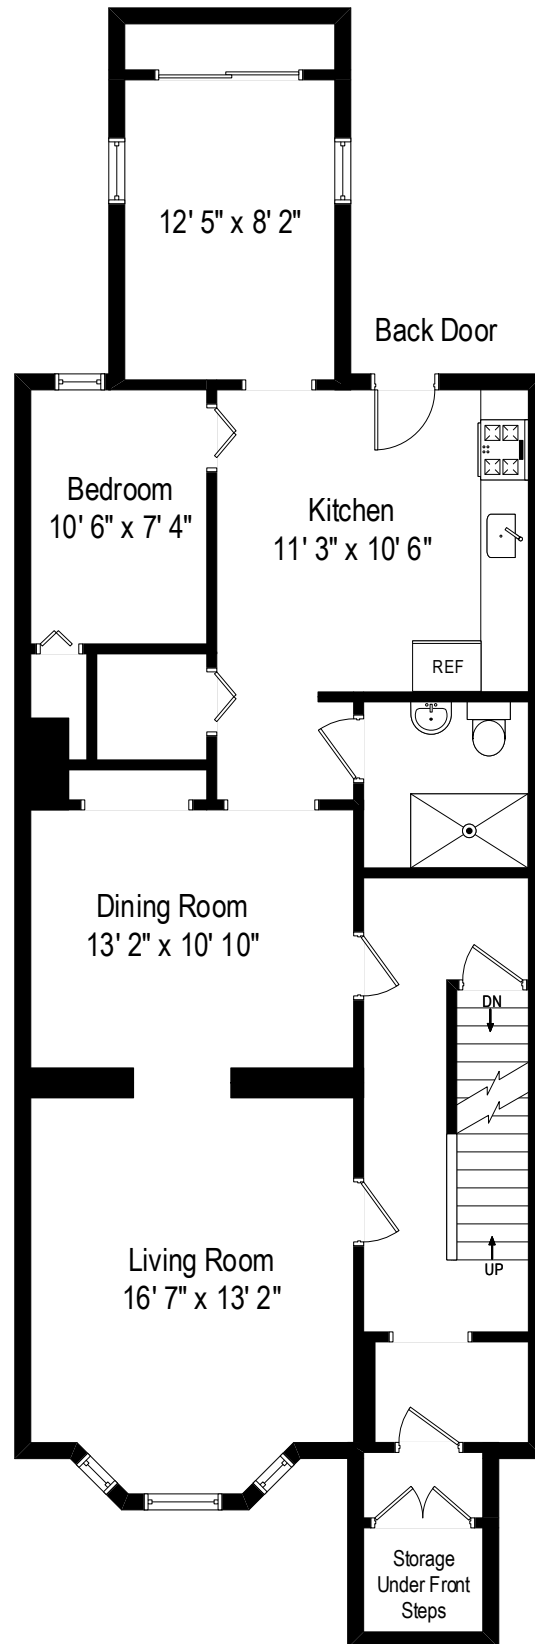 12' 5" x 8' 2"
Back Door
Bedroom
10' 6" x 7' 4"
Kitchen
11' 3" x 10' 6"
REF
Dining Room
13' 2" x 10' 10"
DN
Living Room
16' 7" x 13' 2"
UP
Storage
Under Front
Steps